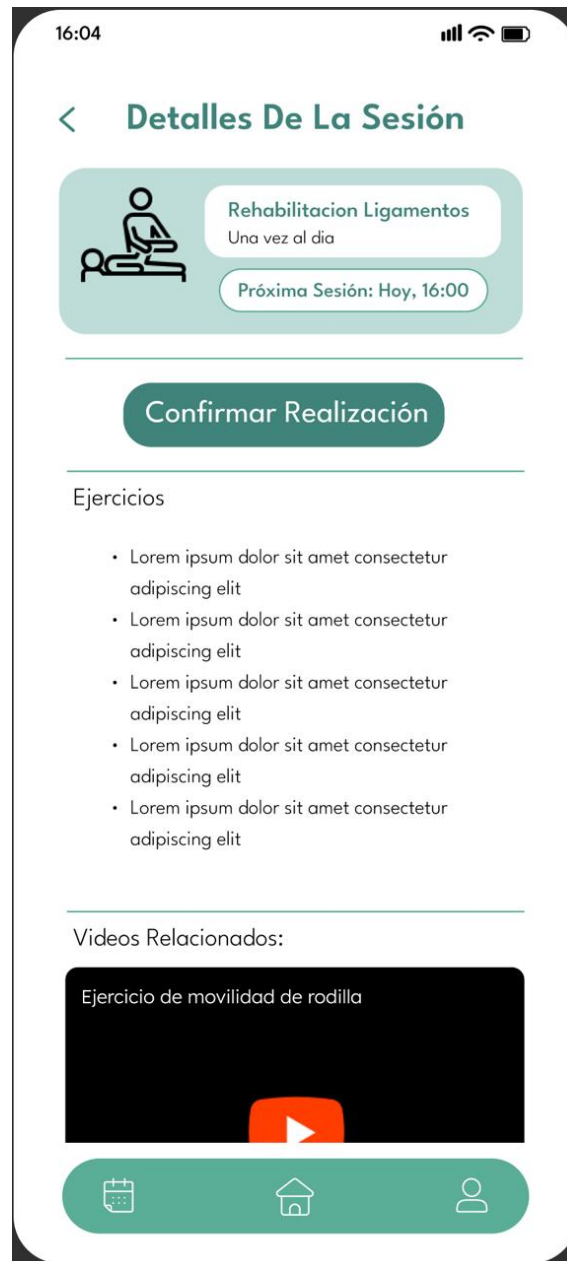 16:04
Detalles De La Sesión
Rehabilitacion Ligamentos
Una vez al dia
Próxima Sesión: Hoy, 16:00
Confirmar Realización
Ejercicios
• Lorem ipsum dolor sit amet consectetur
adipiscing elit
• Lorem ipsum dolor sit amet consectetur
adipiscing elit
• Lorem ipsum dolor sit amet consectetur
adipiscing elit
• Lorem ipsum dolor sit amet consectetur
adipiscing elit
• Lorem ipsum dolor sit amet consectetur
adipiscing elit
Videos Relacionados:
Ejercicio de movilidad de rodilla